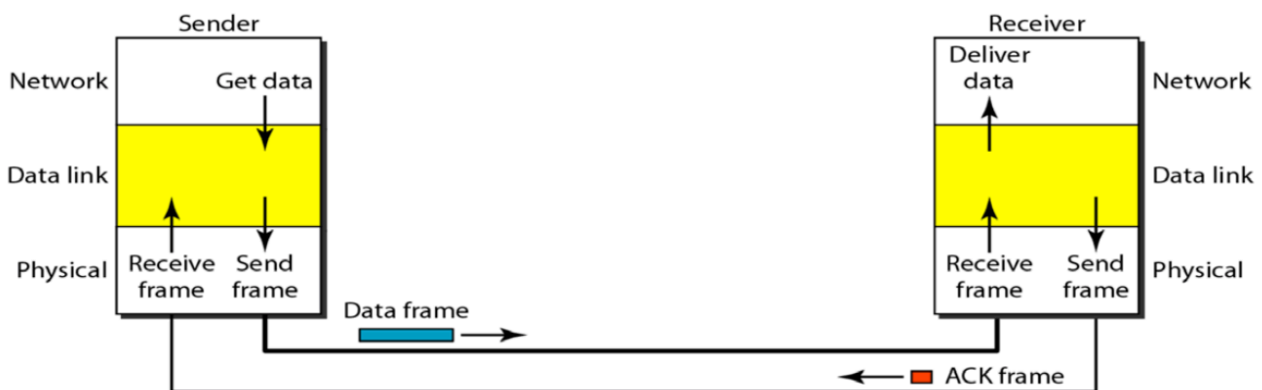 Sender
Receiver
Network
Get data
Deliver
data
Network
Data link
Data link
Physical
Receive
frame
Send
frame
Receive
frame
Send
frame
Physical
Data frame
ACK frame